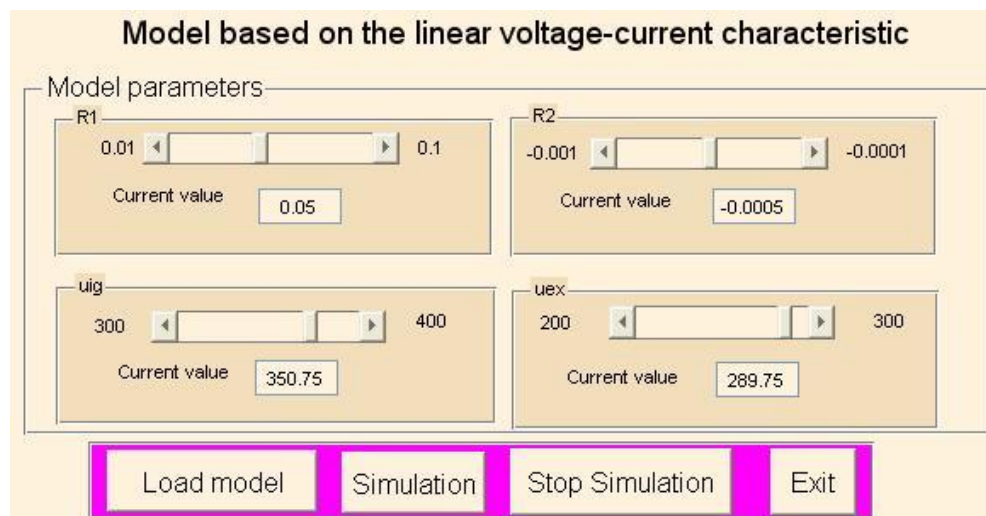 Model based on the linear voltage-current characteristic
Model parameters
R1
0.01 0.1
Current value 0.05
R2
-0.001 -0.0001
Current value -0.0005
uig
300 400
Current value 350.75
uex
200 300
Current value 289.75
Load model Simulation Stop Simulation Exit